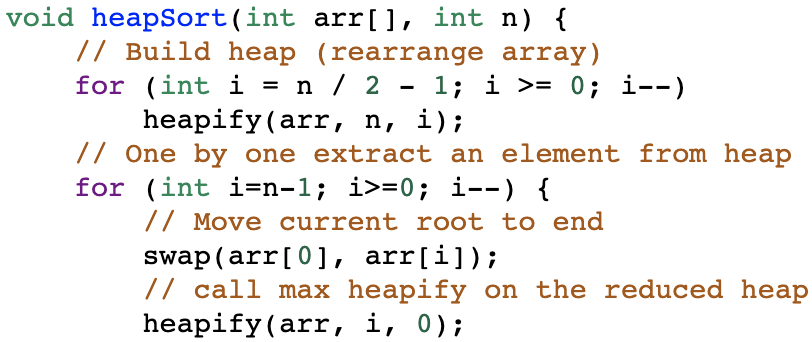 void heapSort(int arr[], int n) {
    // Build heap (rearrange array)
    for (int i = n / 2 - 1; i >= 0; i--)
        heapify(arr, n, i);
    // One by one extract an element from heap
    for (int i=n-1; i>=0; i--) {
        // Move current root to end
        swap(arr[0], arr[i]);
        // call max heapify on the reduced heap
        heapify(arr, i, 0);